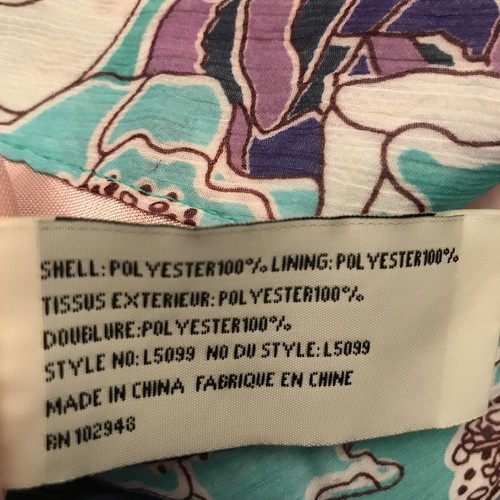 SHELL: POLYESTER100% LINING: POLYESTER100%
TISSUS EXTERIEUR: POLYESTER100%
DOUBLURE:POLYESTER100%
STYLE NO: L5099 NO DU STYLE: L5099
MADE IN CHINA FABRIQUE EN CHINE
RN 102948